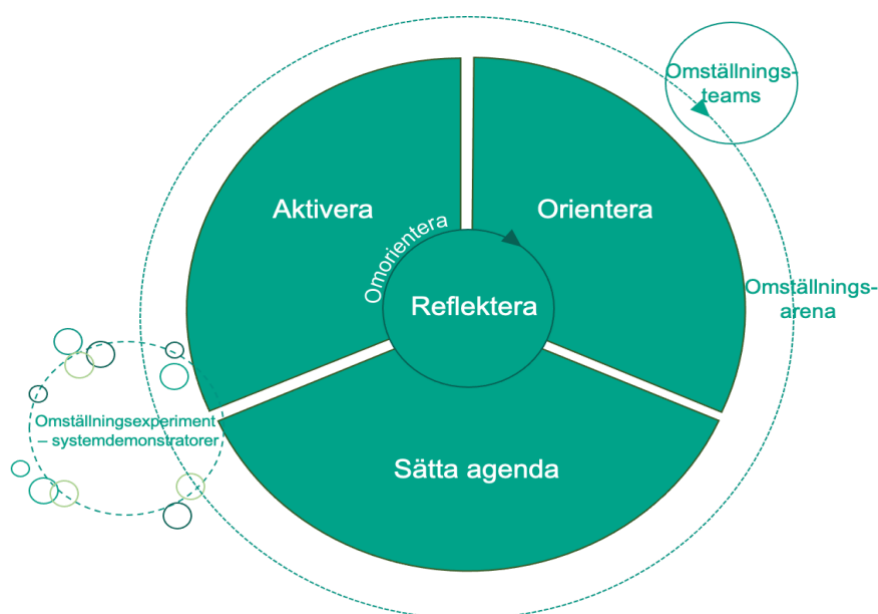 Omställnings-
teams
Aktivera
Orientera
Omorientera
Reflektera
Omställnings-
arena
Omställningsexperiment
– systemdemonstratorer
Sätta agenda